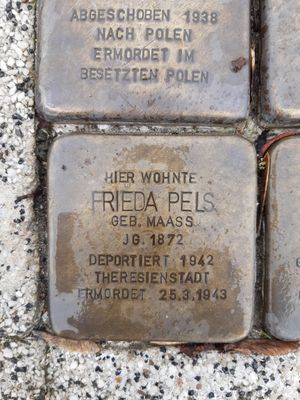 ABGESCHOBEN 1938
NACH POLEN
ERMORDET IM
BESETZTEN POLEN
HIER WOHNTE
FRIEDA PELS
GEB. MAASS
JG. 1872
DEPORTIERT 1942
THERESIENSTADT
ERMORDET 25.3.1943